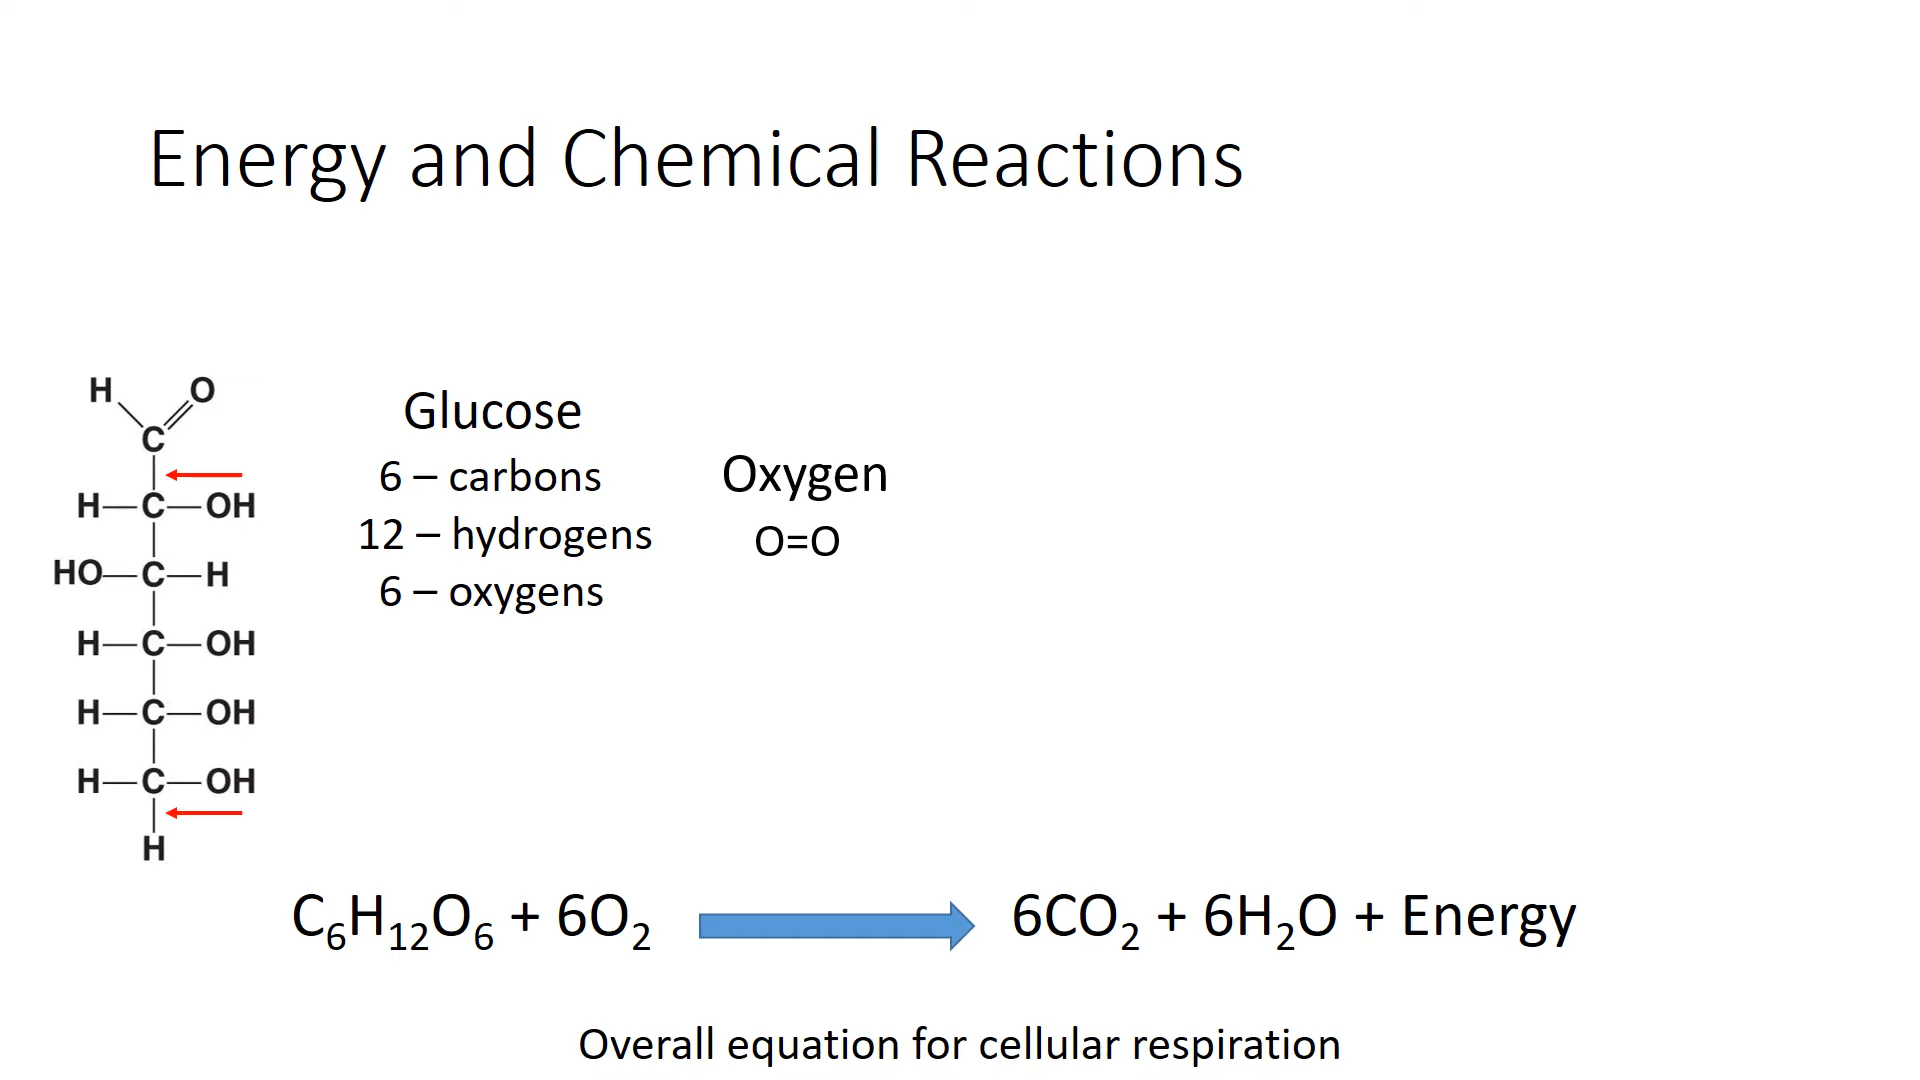 Energy and Chemical Reactions
H O
C
H—C—OH
HO—C—H
H—C—OH
H—C—OH
H—C—OH
H
Glucose
6 – carbons
12 – hydrogens
6 – oxygens
Oxygen
O=O
C₆H₁₂O₆ + 6O₂ 6CO₂ + 6H₂O + Energy
Overall equation for cellular respiration